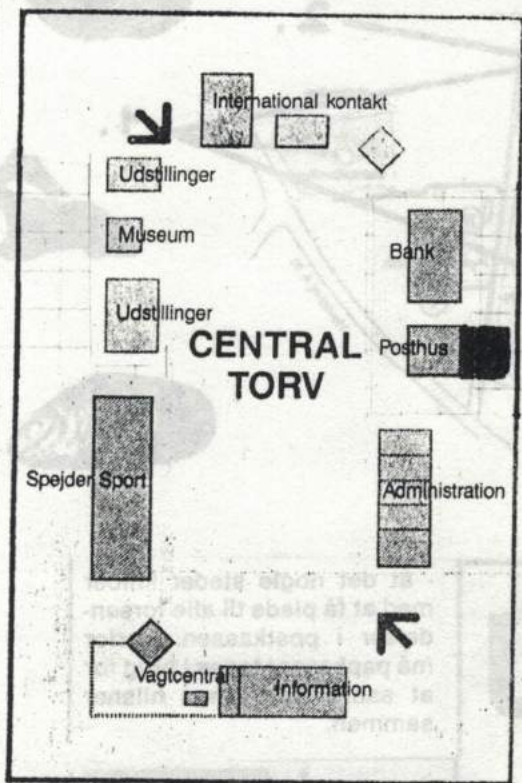 International kontakt
Udstillinger
Museum
Bank
Udstillinger
CENTRAL
TORV
Posthus
Spejder Sport
Administration
Vagtcentral
Information